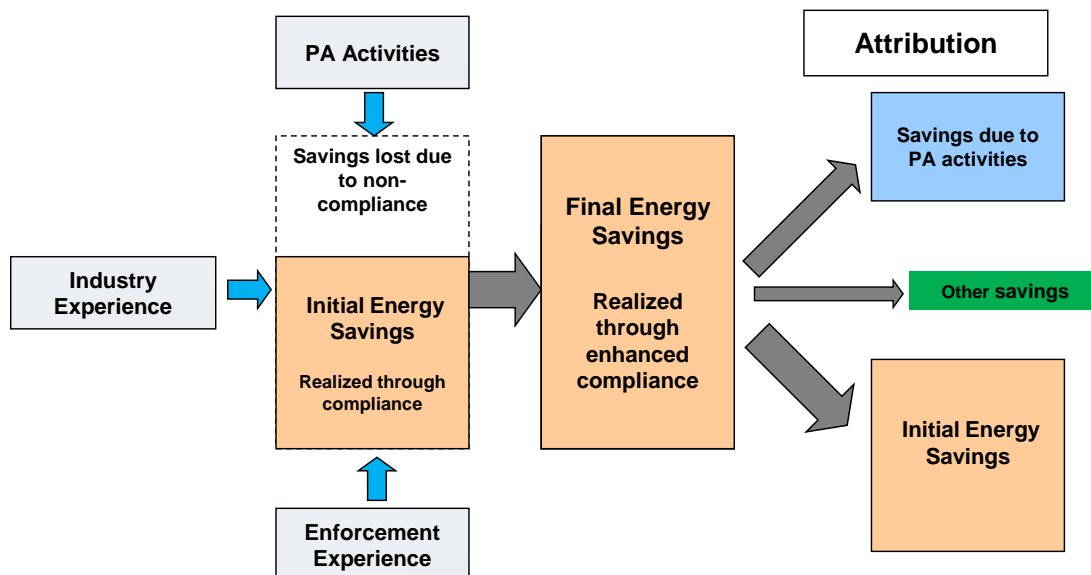 PA Activities
Attribution
Savings lost due
to non-
compliance
Savings due to
PA activities
Final Energy
Savings
Realized
through
enhanced
compliance
Industry
Experience
Initial Energy
Savings
Realized through
compliance
Other savings
Initial Energy
Savings
Enforcement
Experience